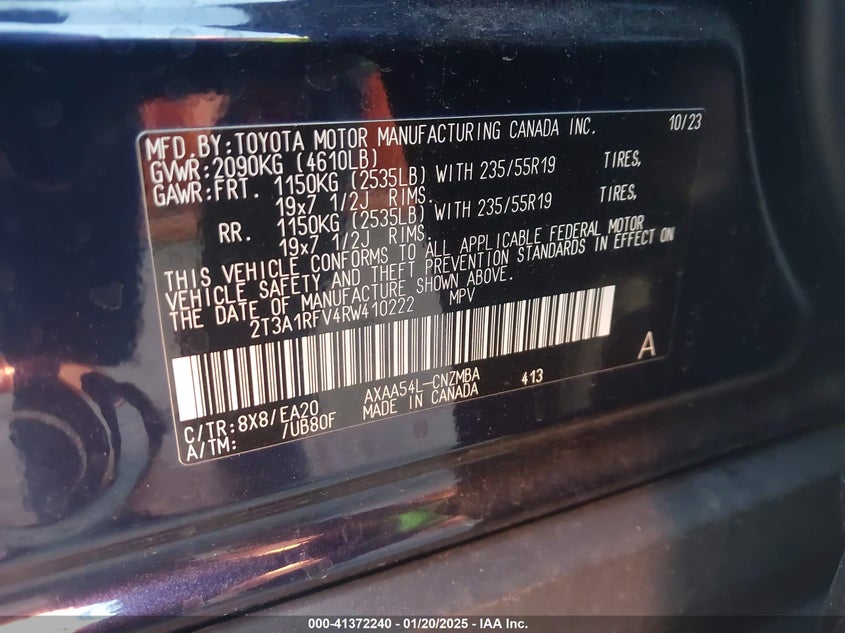 MFD. BY: TOYOTA MOTOR MANUFACTURING CANADA INC. 10/23
GVWR: 2090KG (4610LB)
GAWR: FRT. 1150KG (2535LB) WITH 235/55R19 TIRES,
19x7 1/2J RIMS.
RR. 1150KG (2535LB) WITH 235/55R19 TIRES,
19x7 1/2J RIMS.
THIS VEHICLE CONFORMS TO ALL APPLICABLE FEDERAL MOTOR
VEHICLE SAFETY AND THEFT PREVENTION STANDARDS IN EFFECT ON
THE DATE OF MANUFACTURE SHOWN ABOVE.
2T3A1RFV4RW410222 MPV
A
C/TR: 8X8/EA20 AXAA54L-CNZMBA 413
A/TM: /UB80F MADE IN CANADA
000-41372240 - 01/20/2025 - IAA Inc.